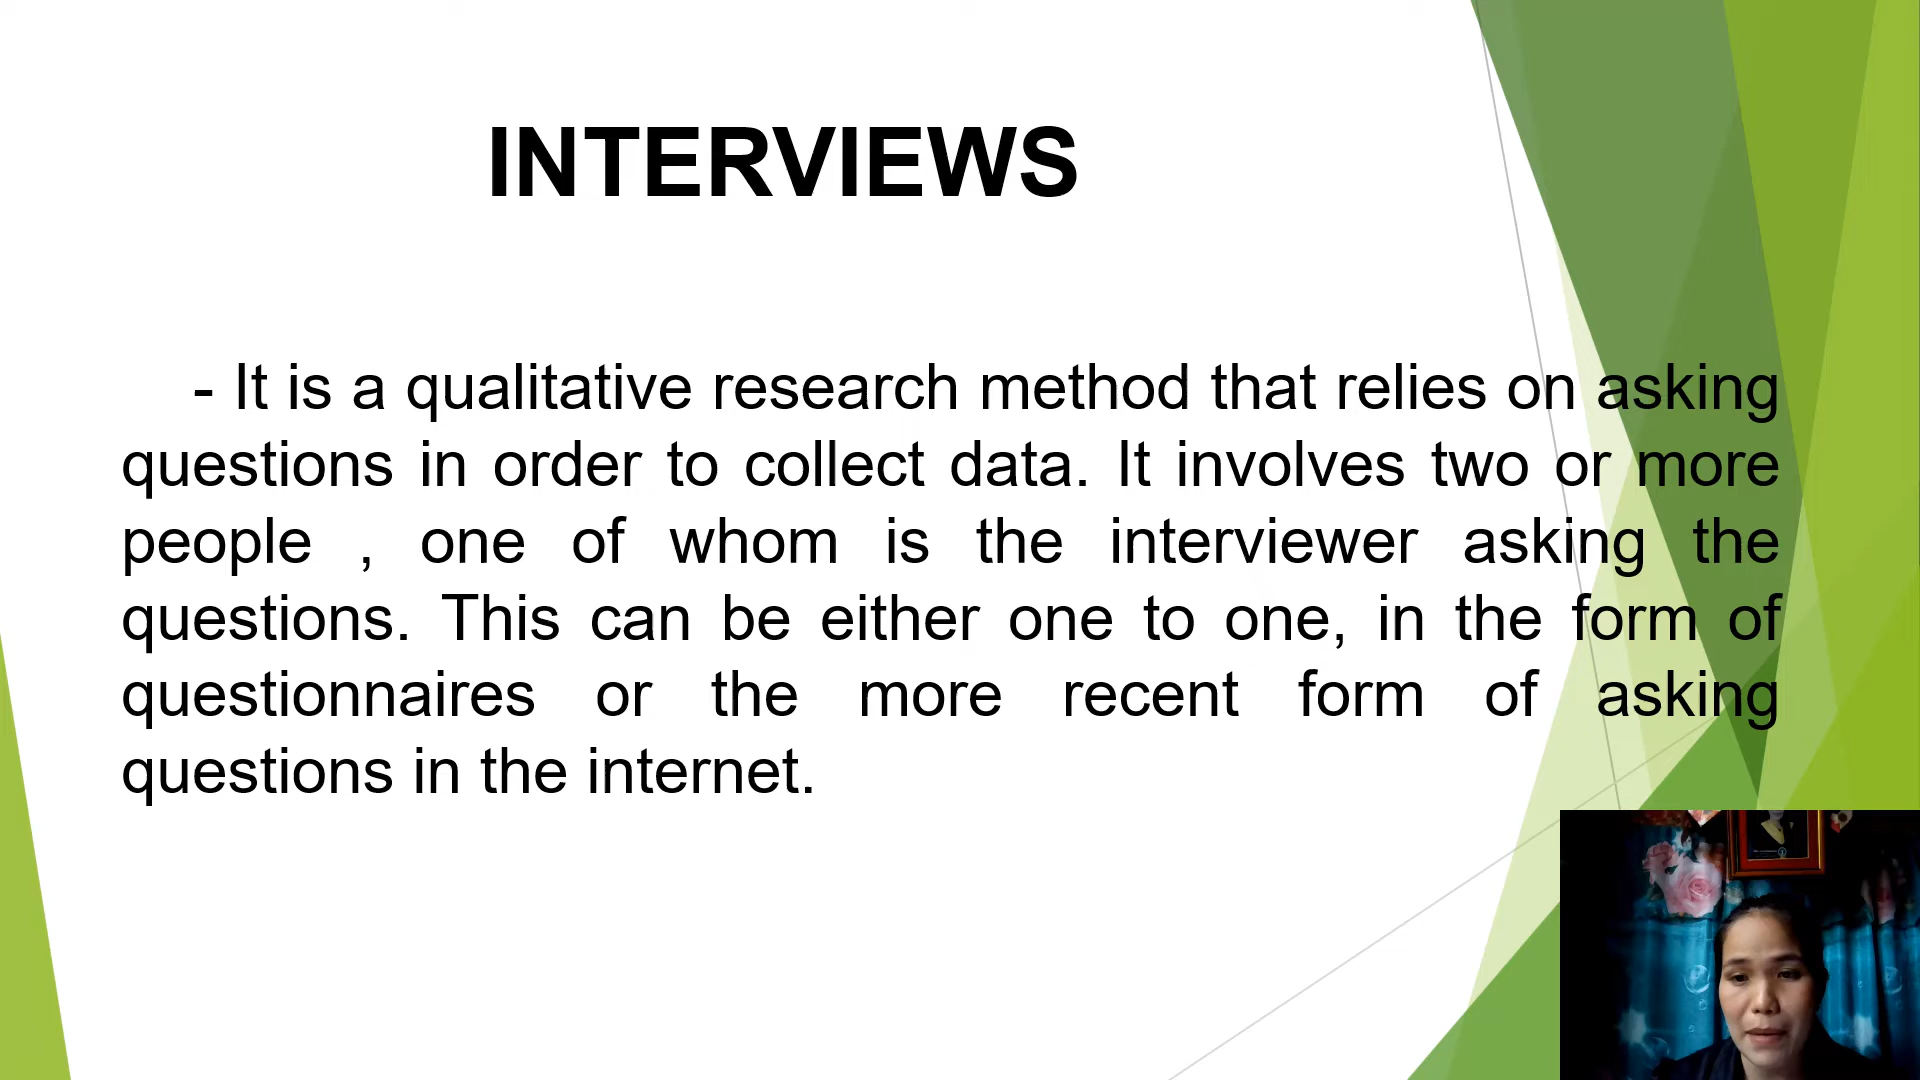 INTERVIEWS
- It is a qualitative research method that relies on asking
questions in order to collect data. It involves two or more
people , one of whom is the interviewer asking the
questions. This can be either one to one, in the form of
questionnaires or the more recent form of asking
questions in the internet.